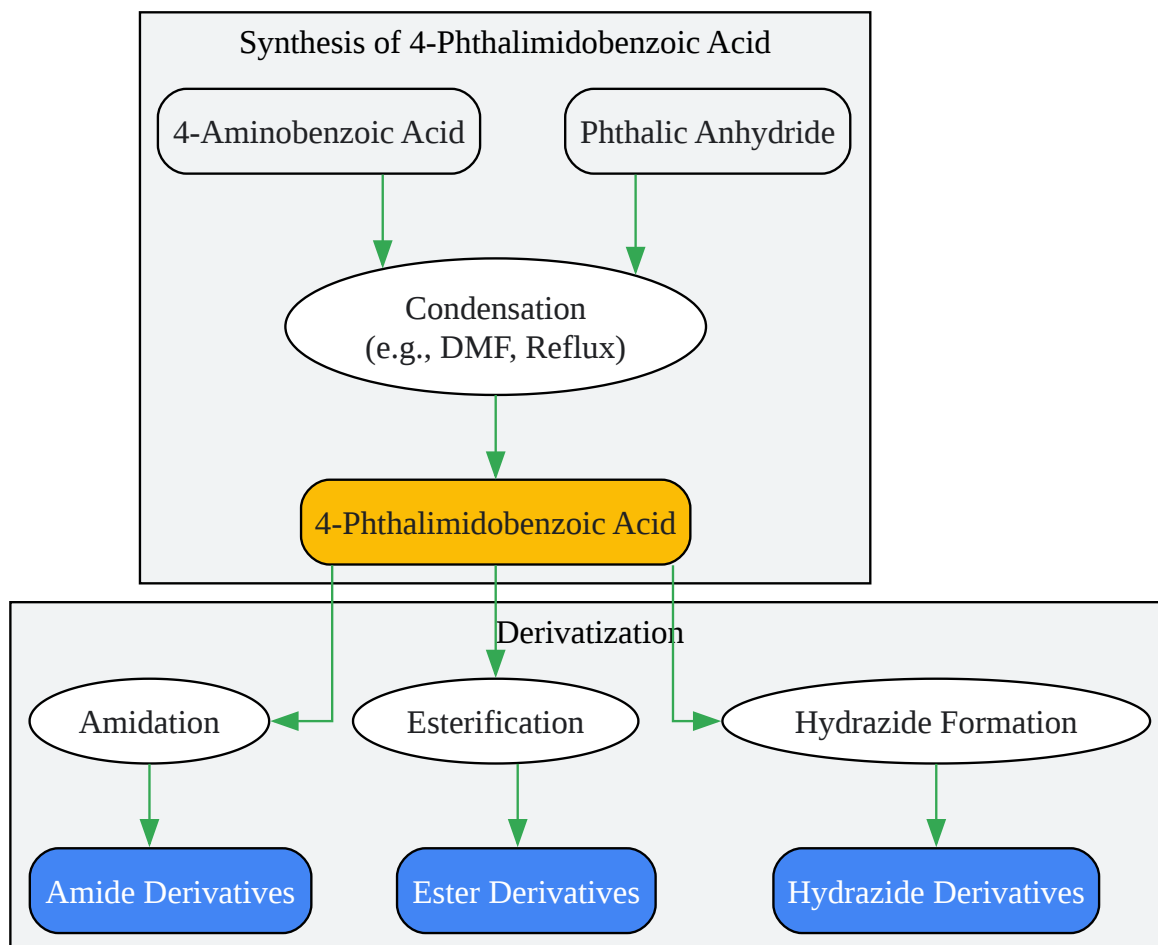 Synthesis of 4-Phthalimidobenzoic Acid
4-Aminobenzoic Acid
Phthalic Anhydride
Condensation
(e.g., DMF, Reflux)
4-Phthalimidobenzoic Acid
Derivatization
Amidation
Esterification
Hydrazide Formation
Amide Derivatives
Ester Derivatives
Hydrazide Derivatives